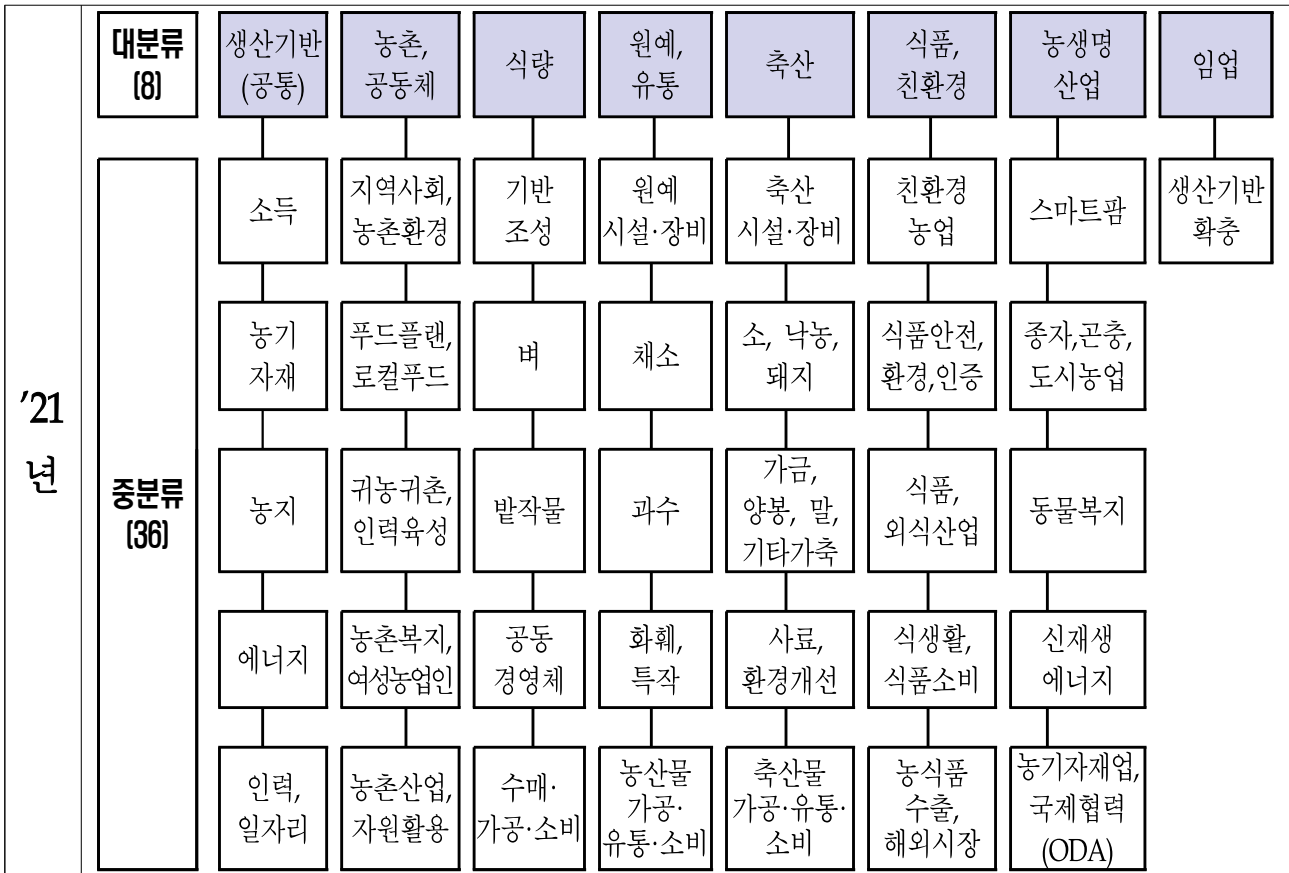 '21
년
대분류
(8)
생산기반
(공통)
농촌,
공동체
식량
원예,
유통
축산
식품,
친환경
농생명
산업
임업
중분류
(36)
소득
지역사회,
농촌환경
기반
조성
원예
시설·장비
축산
시설·장비
친환경
농업
스마트팜
생산기반
확충
농기
자재
푸드플랜,
로컬푸드
벼
채소
소, 낙농,
돼지
식품안전,
환경,인증
종자,곤충,
도시농업
농지
귀농귀촌,
인력육성
밭작물
과수
가금,
양봉, 말,
기타가축
식품,
외식산업
동물복지
에너지
농촌복지,
여성농업인
공동
경영체
화훼,
특작
사료,
환경개선
식생활,
식품소비
신재생
에너지
인력,
일자리
농촌산업,
자원활용
수매·
가공·소비
농산물
가공·
유통·소비
축산물
가공·유통·
소비
농식품
수출,
해외시장
농기자재업,
국제협력
(ODA)